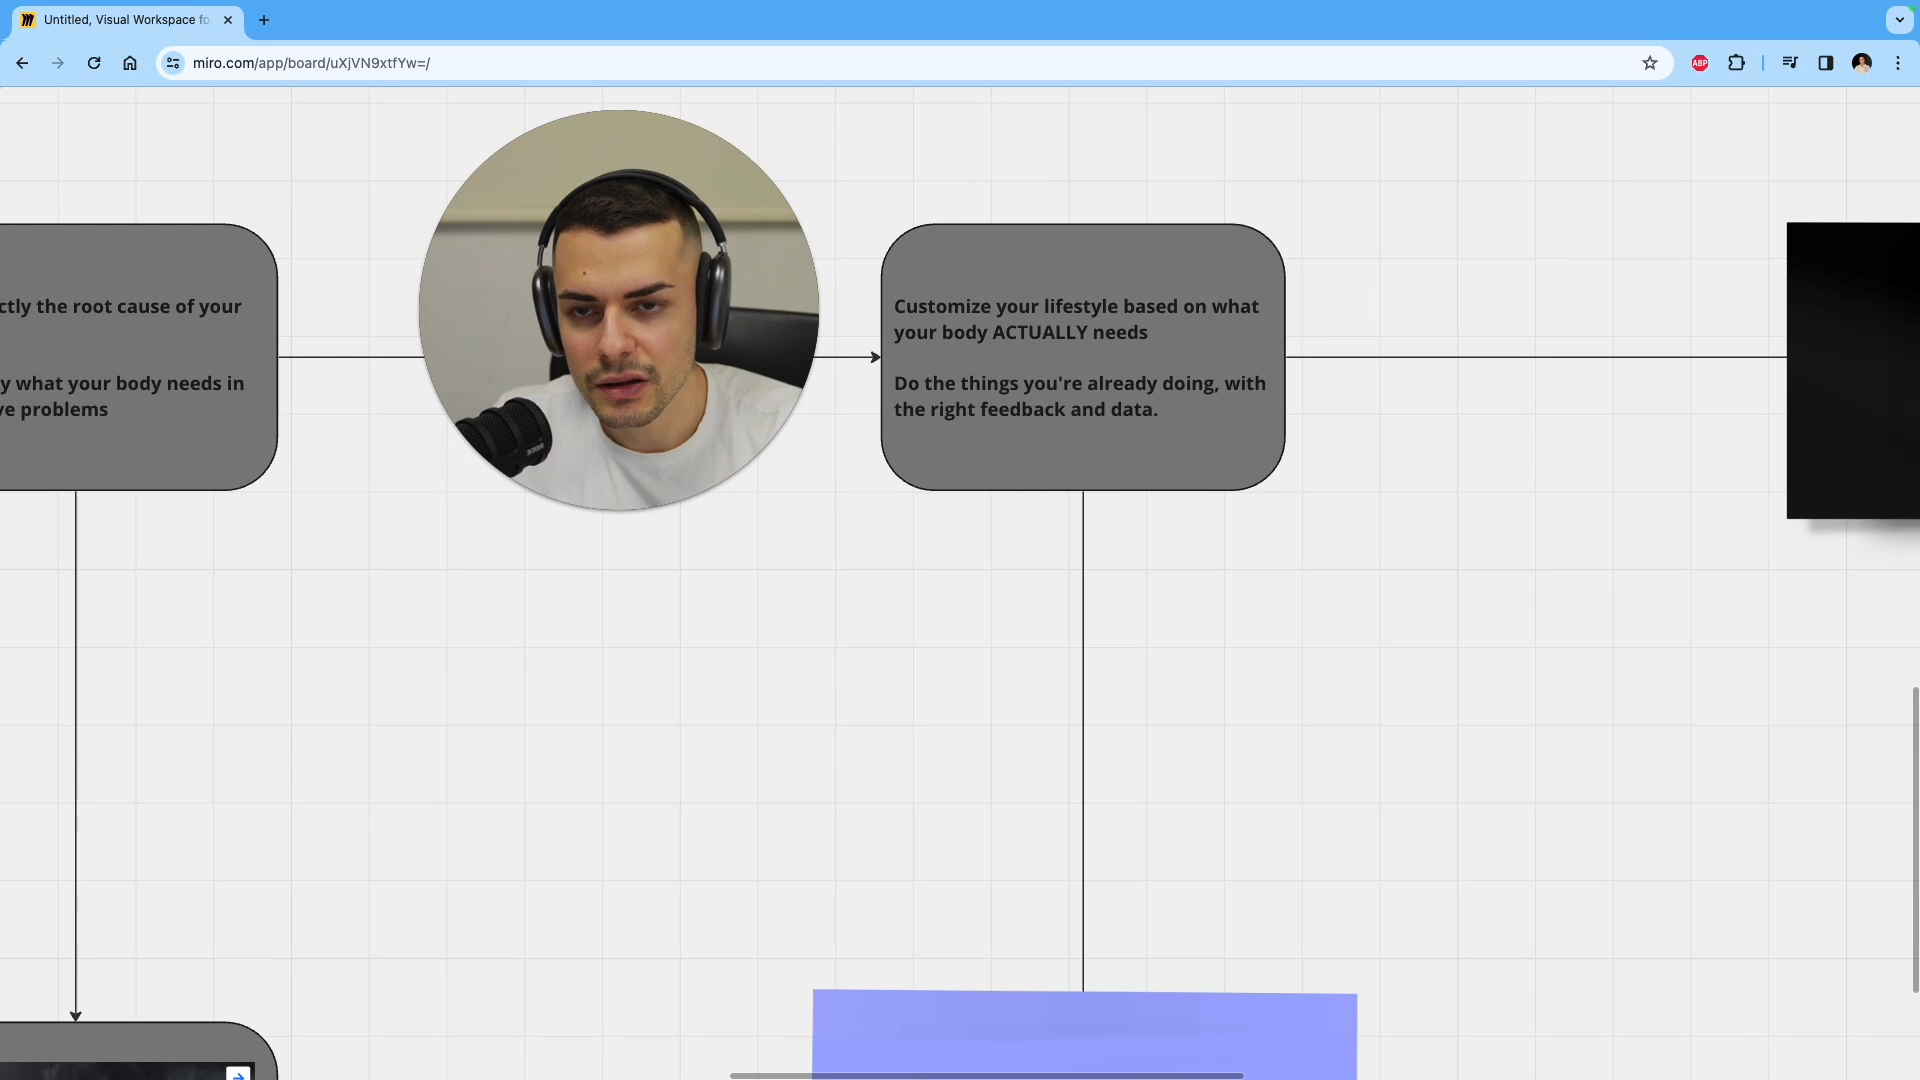 Untitled, Visual Workspace fo
miro.com/app/board/uXjVN9xtfYw=/
ABP
ctly the root cause of your
y what your body needs in
ve problems
Customize your lifestyle based on what
your body ACTUALLY needs
Do the things you're already doing, with
the right feedback and data.